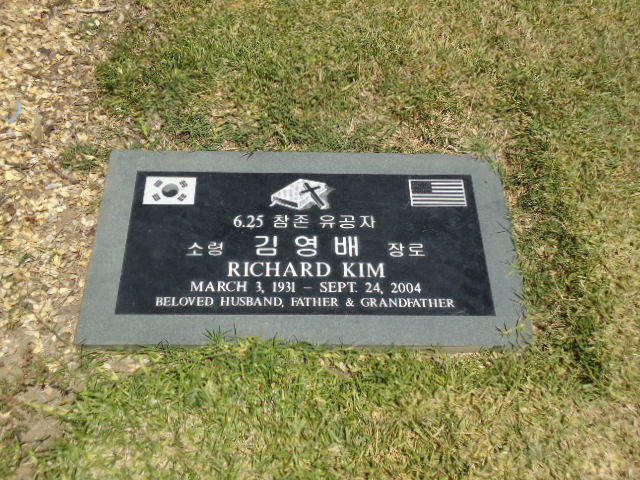 6.25 참존 유공자
소령 김영배 장로
RICHARD KIM
MARCH 3, 1931 – SEPT. 24, 2004
BELOVED HUSBAND, FATHER & GRANDFATHER